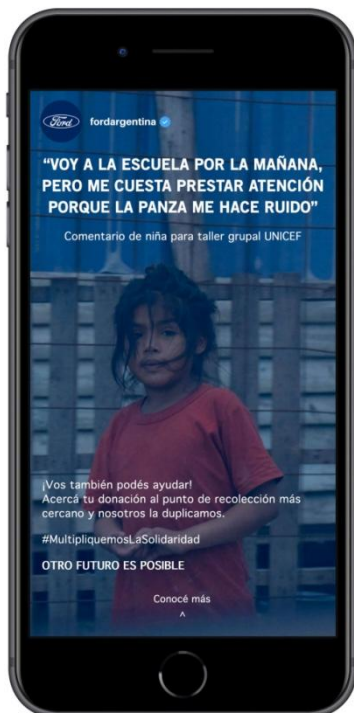 Ford
fordargentina
“VOY A LA ESCUELA POR LA MAÑANA,
PERO ME CUESTA PRESTAR ATENCIÓN
PORQUE LA PANZA ME HACE RUIDO”
Comentario de niña para taller grupal UNICEF
¡Vos también podés ayudar!
Acercá tu donación al punto de recolección más
cercano y nosotros la duplicamos.
#MultipliquemosLaSolidaridad
OTRO FUTURO ES POSIBLE
Conocé más